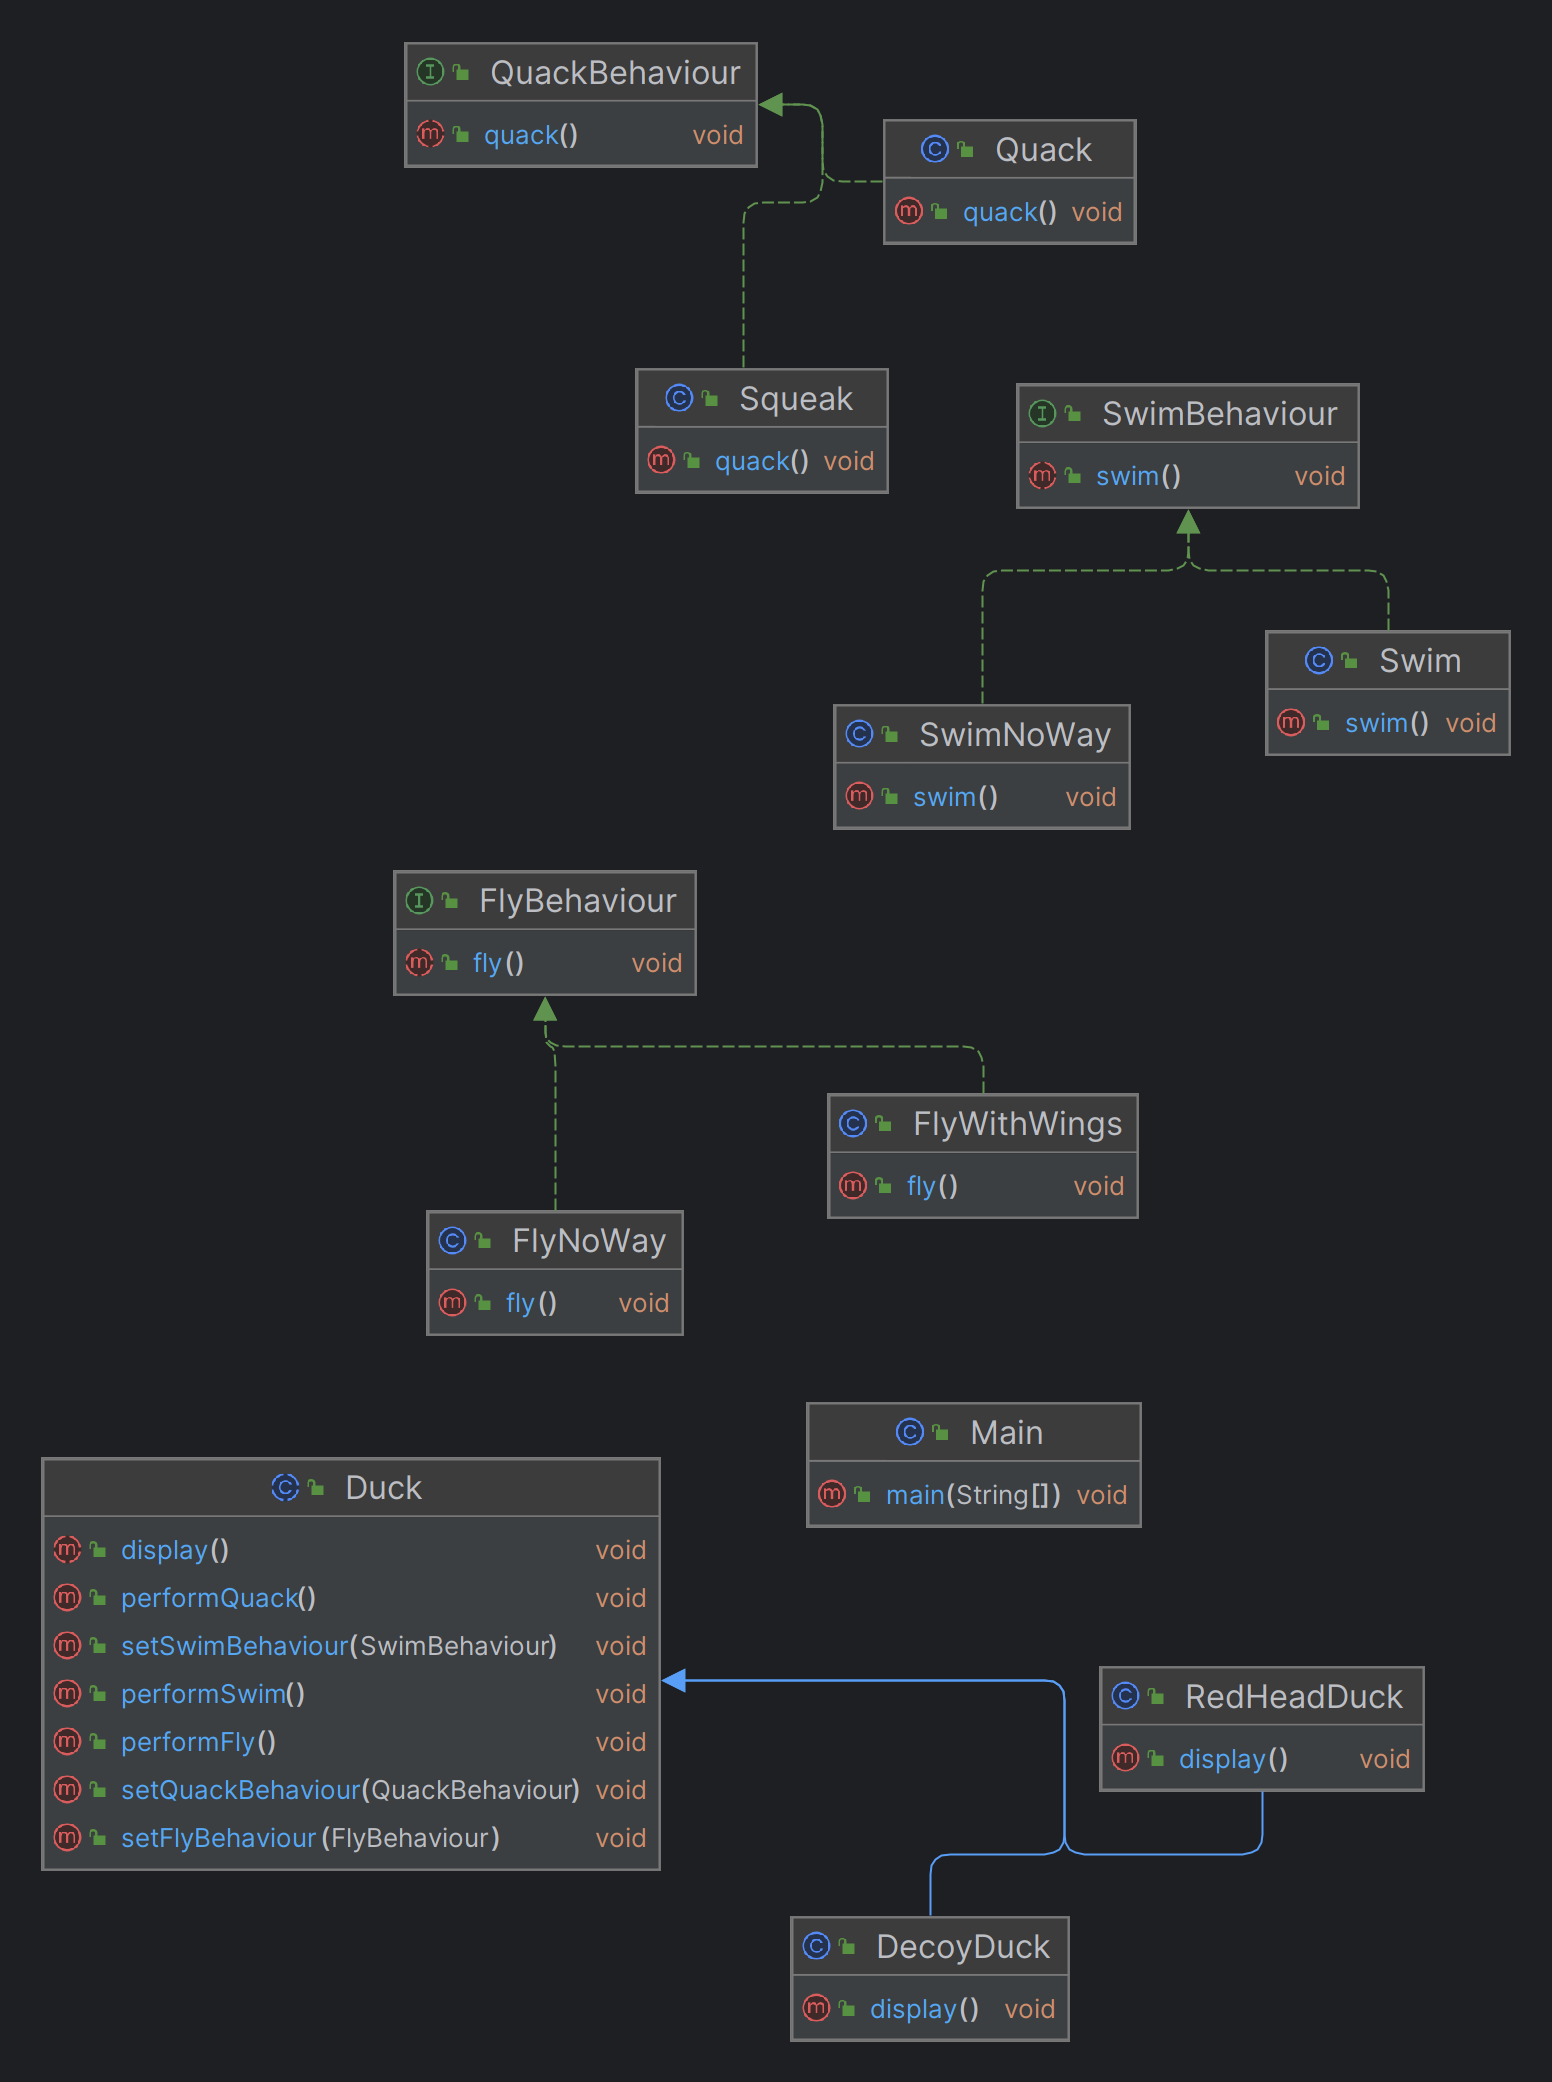 QuackBehaviour
quack() void
Quack
quack() void
Squeak
quack() void
SwimBehaviour
swim() void
Swim
swim() void
SwimNoWay
swim() void
FlyBehaviour
fly() void
FlyWithWings
fly() void
FlyNoWay
fly() void
Main
main(String[]) void
Duck
display() void
performQuack() void
setSwimBehaviour(SwimBehaviour) void
performSwim() void
performFly() void
setQuackBehaviour(QuackBehaviour) void
setFlyBehaviour(FlyBehaviour) void
RedHeadDuck
display() void
DecoyDuck
display() void